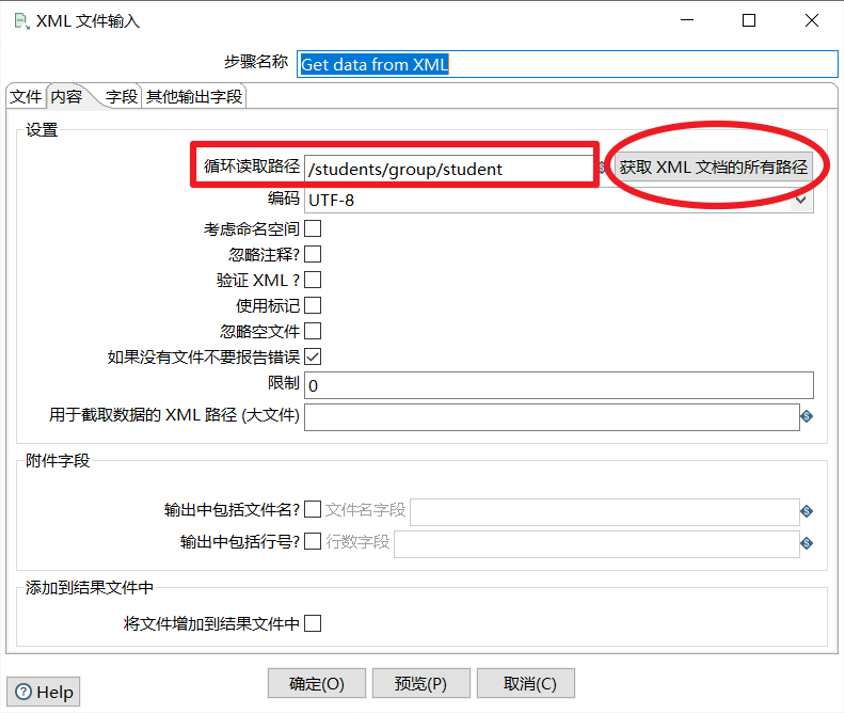 XML 文件输入
步骤名称 Get data from XML
文件 内容 字段 其他输出字段
设置
循环读取路径 /students/group/student 获取 XML 文档的所有路径
编码 UTF-8
考虑命名空间
忽略注释?
验证 XML ?
使用标记
忽略空文件
如果没有文件不要报告错误
限制 0
用于截取数据的 XML 路径 (大文件)
附件字段
输出中包括文件名? 文件名字段
输出中包括行号? 行数字段
添加到结果文件中
将文件增加到结果文件中
Help 确定(O) 预览(P) 取消(C)